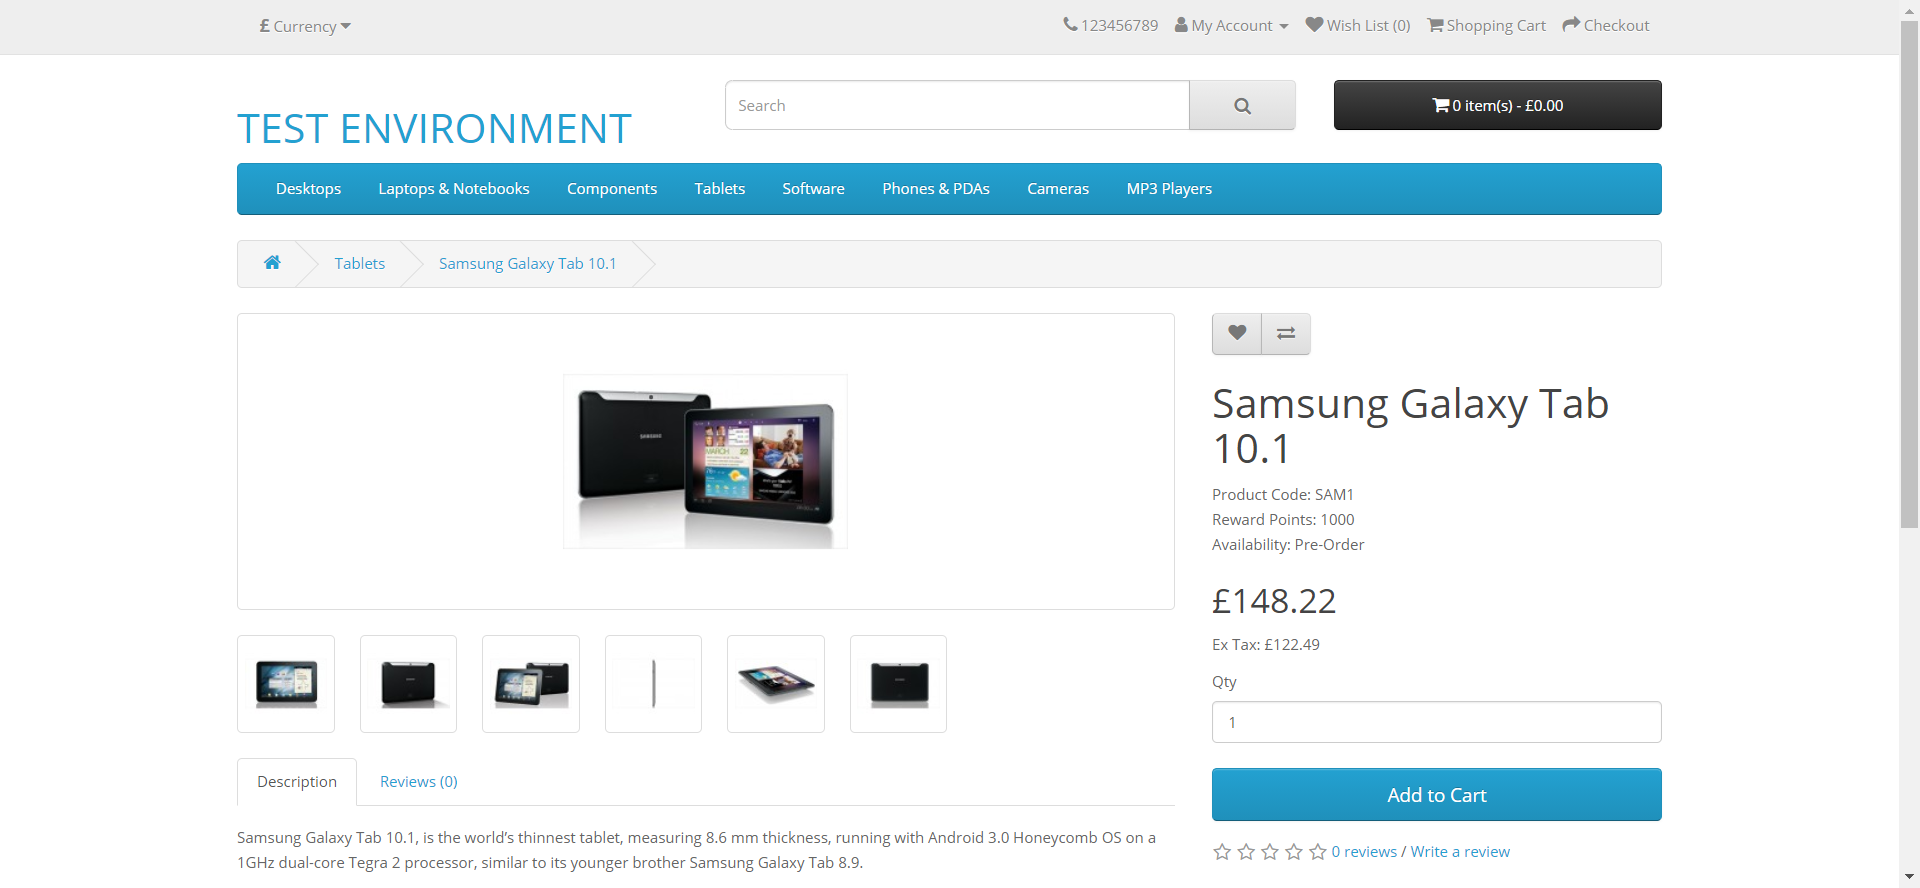 £ Currency
123456789 My Account Wish List (0) Shopping Cart Checkout
TEST ENVIRONMENT
Search
0 item(s) - £0.00
Desktops Laptops & Notebooks Components Tablets Software Phones & PDAs Cameras MP3 Players
Tablets Samsung Galaxy Tab 10.1
SAMSUNG
MARCH 22
Samsung Galaxy Tab
10.1
Product Code: SAM1
Reward Points: 1000
Availability: Pre-Order
£148.22
Ex Tax: £122.49
Qty
1
Add to Cart
0 reviews / Write a review
Description Reviews (0)
Samsung Galaxy Tab 10.1, is the world’s thinnest tablet, measuring 8.6 mm thickness, running with Android 3.0 Honeycomb OS on a
1GHz dual-core Tegra 2 processor, similar to its younger brother Samsung Galaxy Tab 8.9.